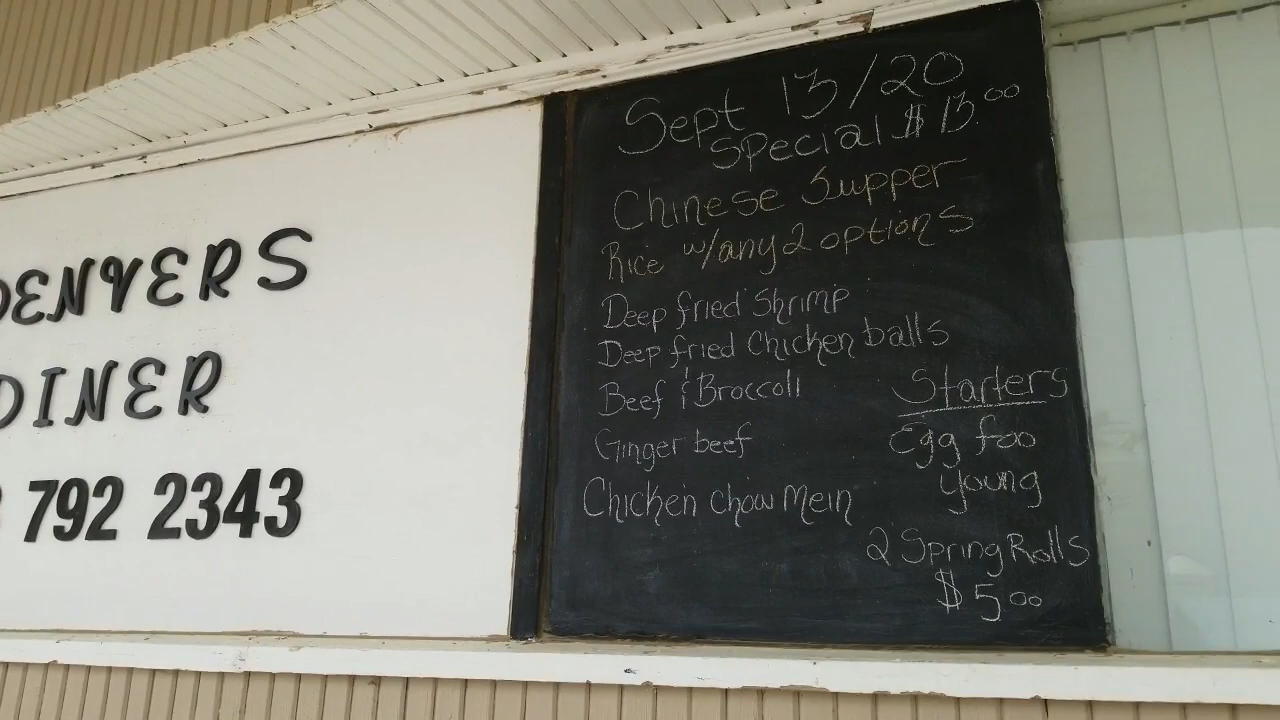 DENVERS
DINER
792 2343
Sept 13/20
Special $13.00
Chinese Supper
Rice w/any 2 options
Deep fried Shrimp
Deep fried Chicken balls
Beef & Broccoli
Ginger beef
Chicken chow Mein
Starters
Egg foo
young
2 Spring Rolls
$5.00